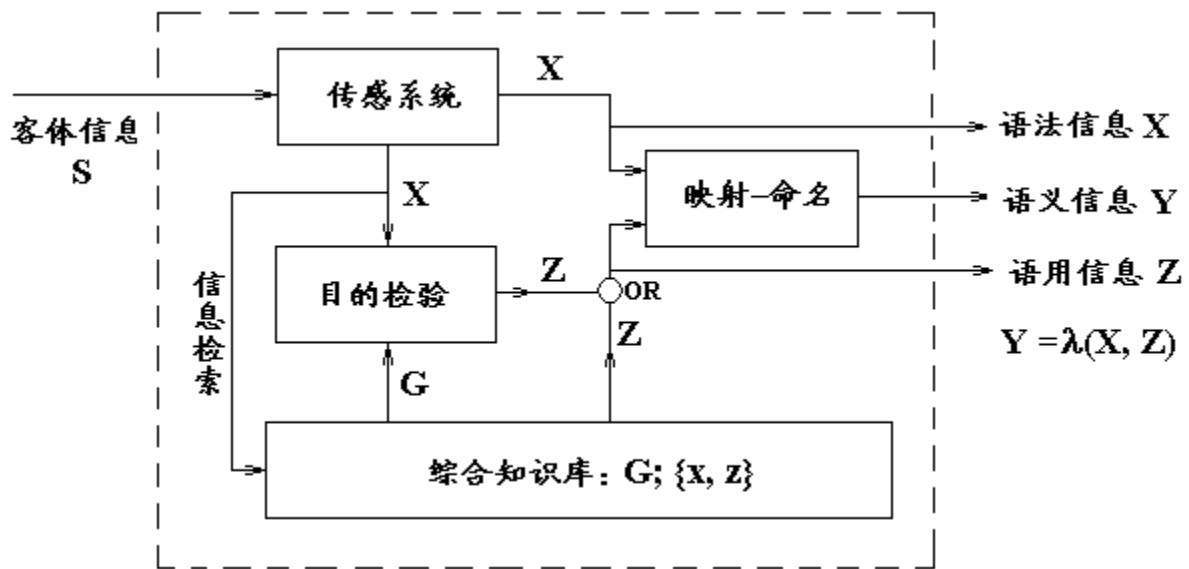 传感系统
X
客体信息
S
语法信息 X
X
映射-命名
语义信息 Y
信息检索
目的检验
Z
OR
语用信息 Z
Z
Y =λ(X, Z)
G
综合知识库：G; {x, z}